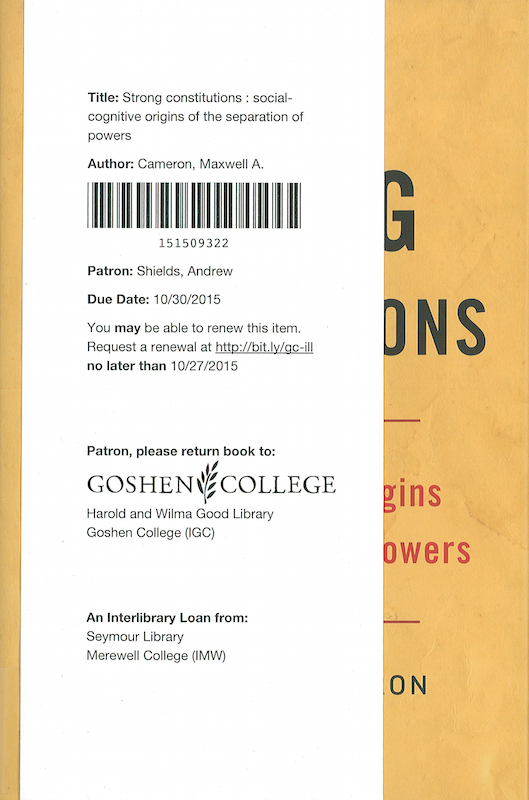 Title: Strong constitutions : social-
cognitive origins of the separation of
powers
Author: Cameron, Maxwell A.
151509322
Patron: Shields, Andrew
Due Date: 10/30/2015
You may be able to renew this item.
Request a renewal at http://bit.ly/gc-ill
no later than 10/27/2015
Patron, please return book to:
GOSHEN COLLEGE
Harold and Wilma Good Library
Goshen College (IGC)
An Interlibrary Loan from:
Seymour Library
Merewell College (IMW)
G
ONS
gins
owers
ON